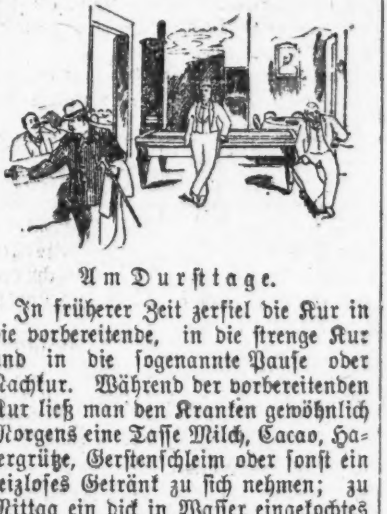 Am Dursttage.
In früherer Zeit zerfiel die Kur in
ie vorbereitende, in die strenge Kur
und in die sogenannte Pause oder
Nachkur. Während der vorbereitenden
Kur ließ man den Kranken gewöhnlich
Morgens eine Tasse Milch, Cacao, Ha-
ergrütze, Gerstenschleim oder sonst ein
eizloses Getränk zu sich nehmen; zu
Mittag ein dick in Wasser eingekochtes